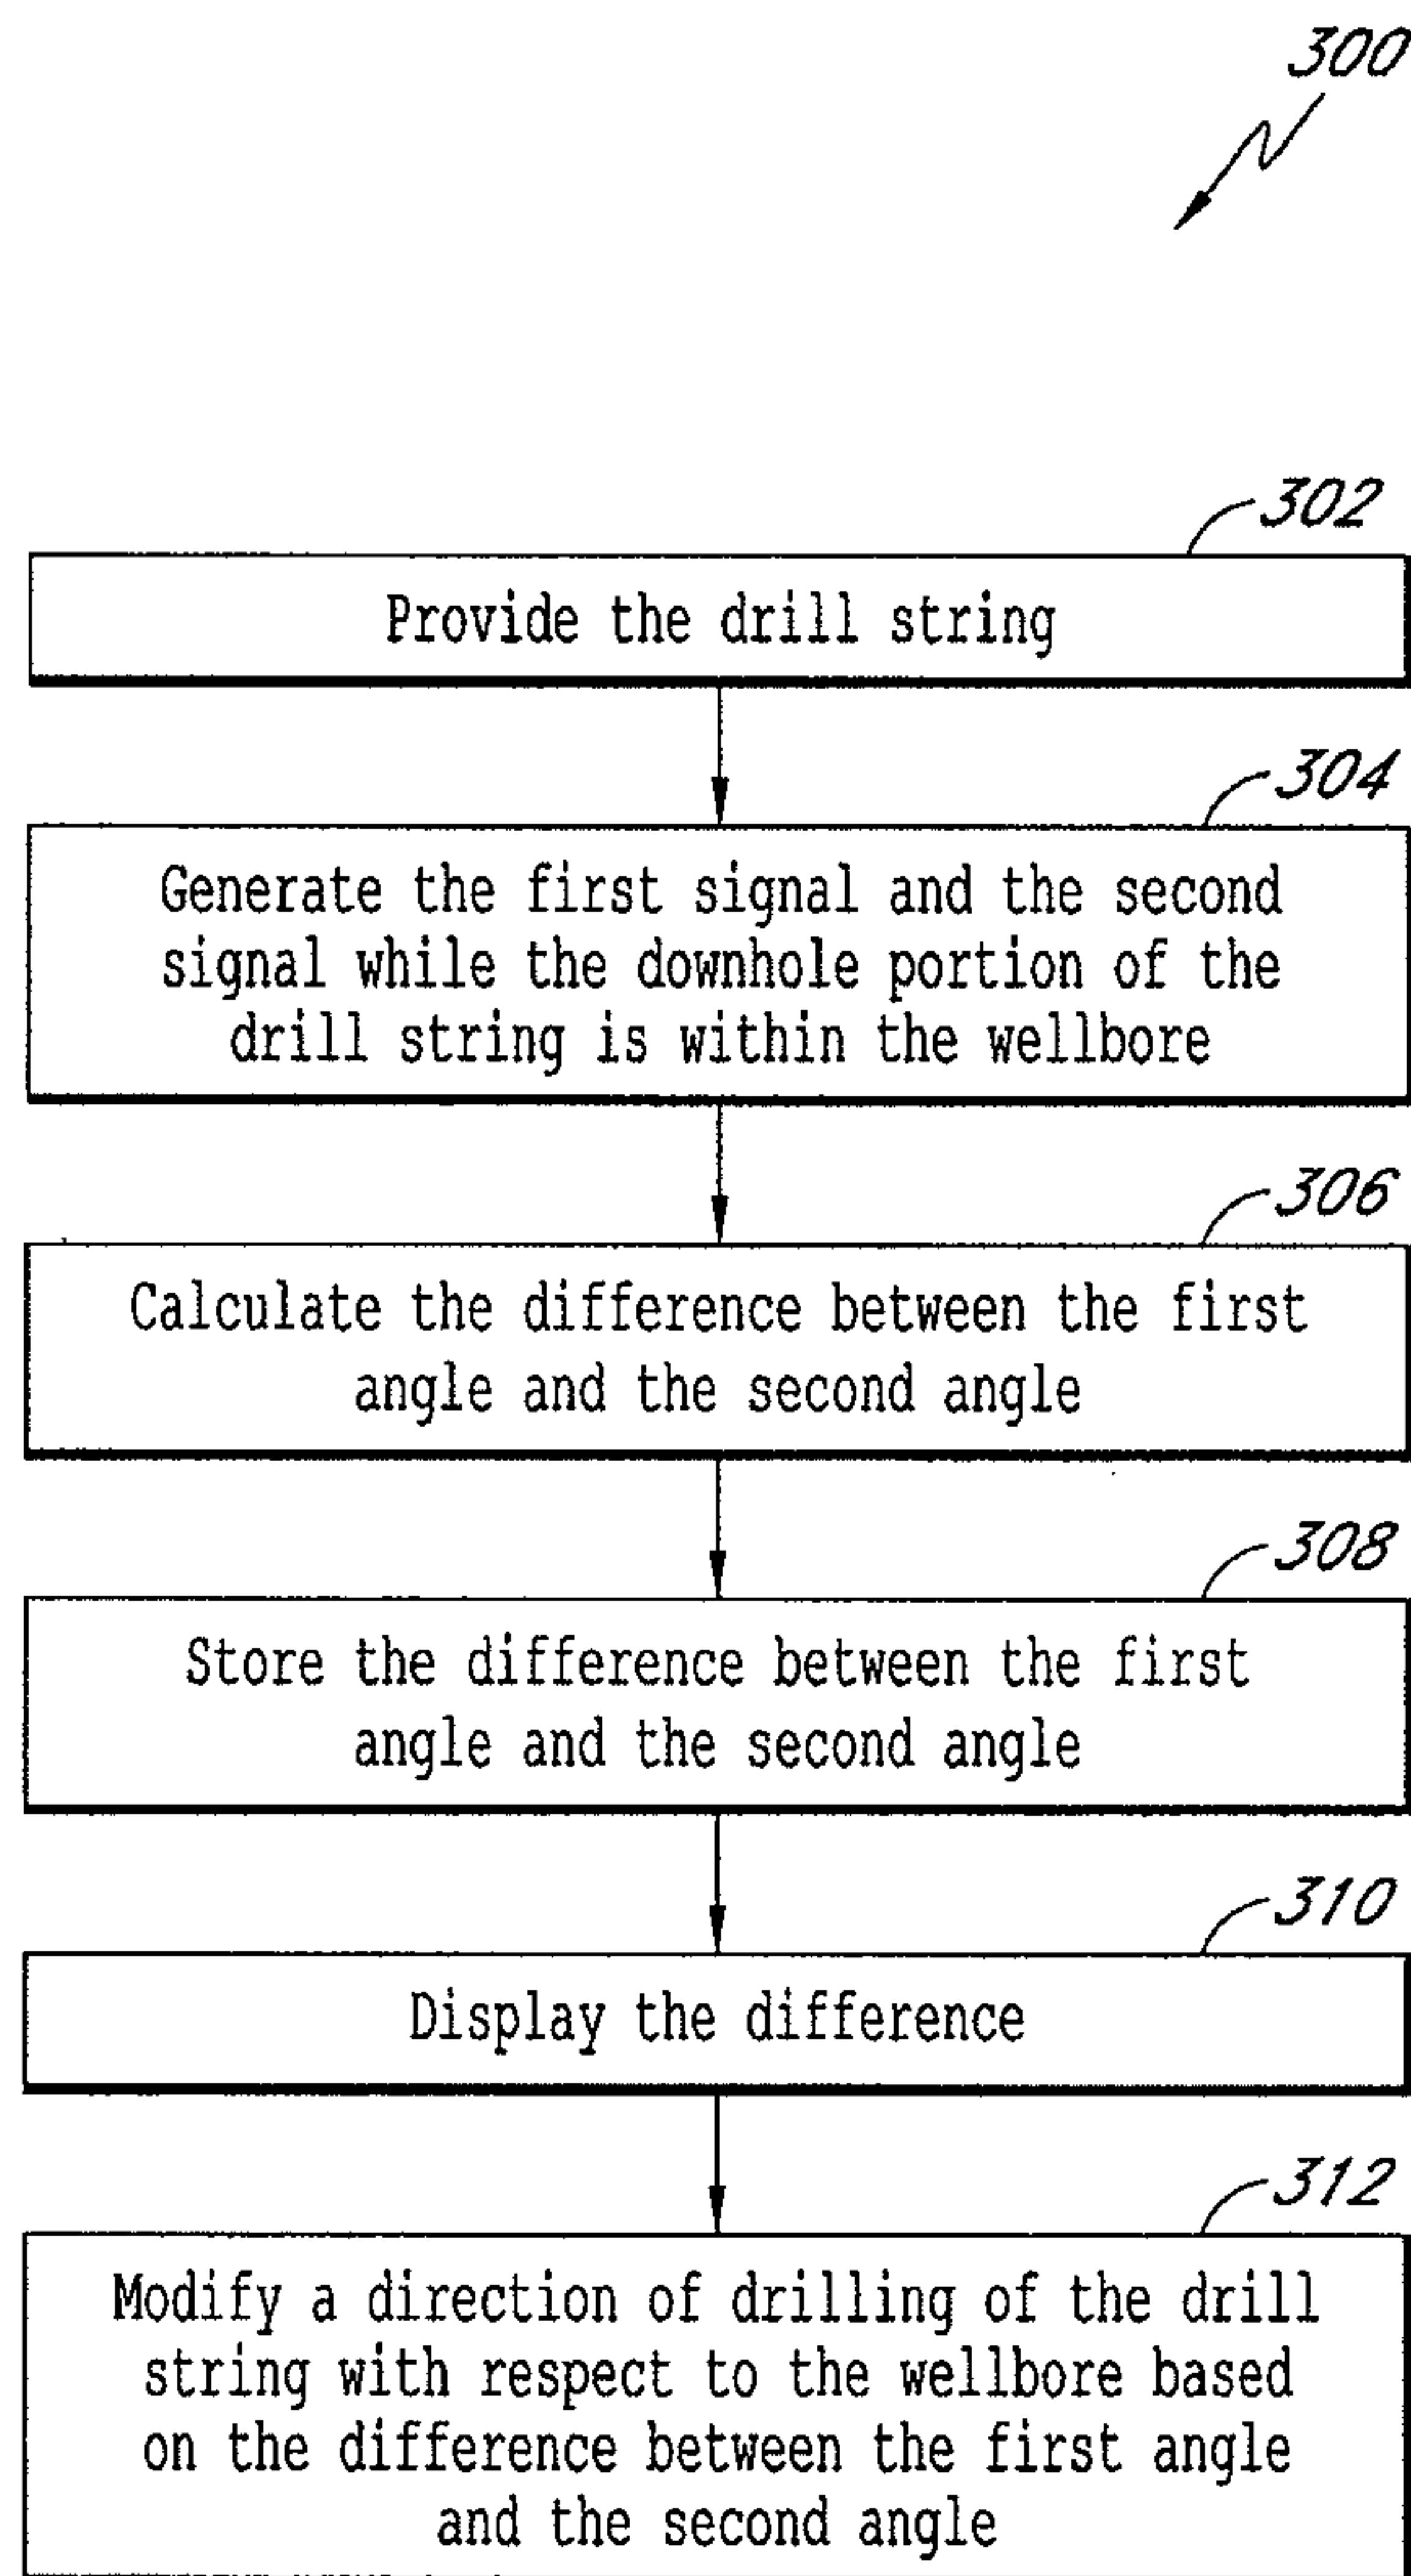 300
302
Provide the drill string
304
Generate the first signal and the second
signal while the downhole portion of the
drill string is within the wellbore
306
Calculate the difference between the first
angle and the second angle
308
Store the difference between the first
angle and the second angle
310
Display the difference
312
Modify a direction of drilling of the drill
string with respect to the wellbore based
on the difference between the first angle
and the second angle